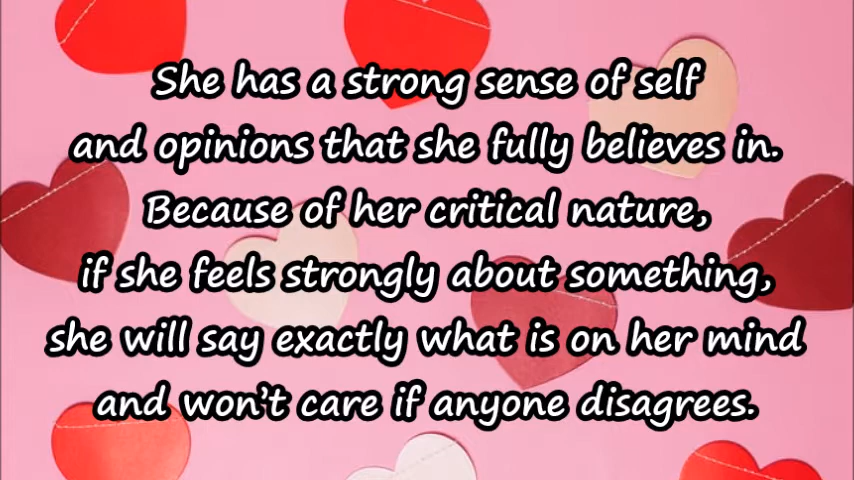 She has a strong sense of self
and opinions that she fully believes in.
Because of her critical nature,
if she feels strongly about something,
she will say exactly what is on her mind
and won't care if anyone disagrees.